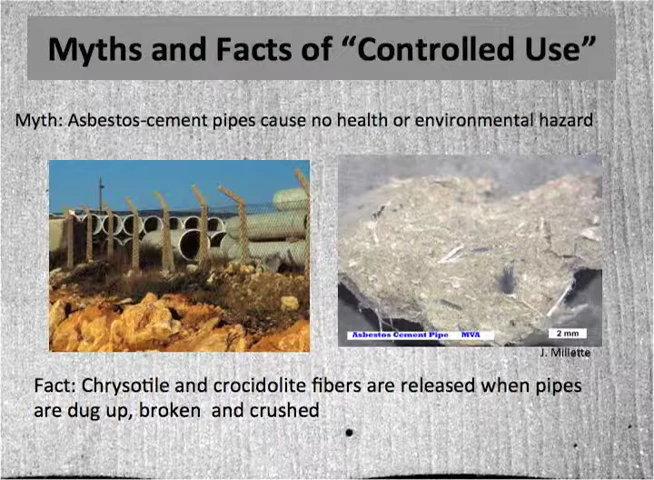 Myths and Facts of “Controlled Use”
Myth: Asbestos-cement pipes cause no health or environmental hazard
Asbestos Cement Pipe MVA
2 mm
J. Millette
Fact: Chrysotile and crocidolite fibers are released when pipes
are dug up, broken and crushed